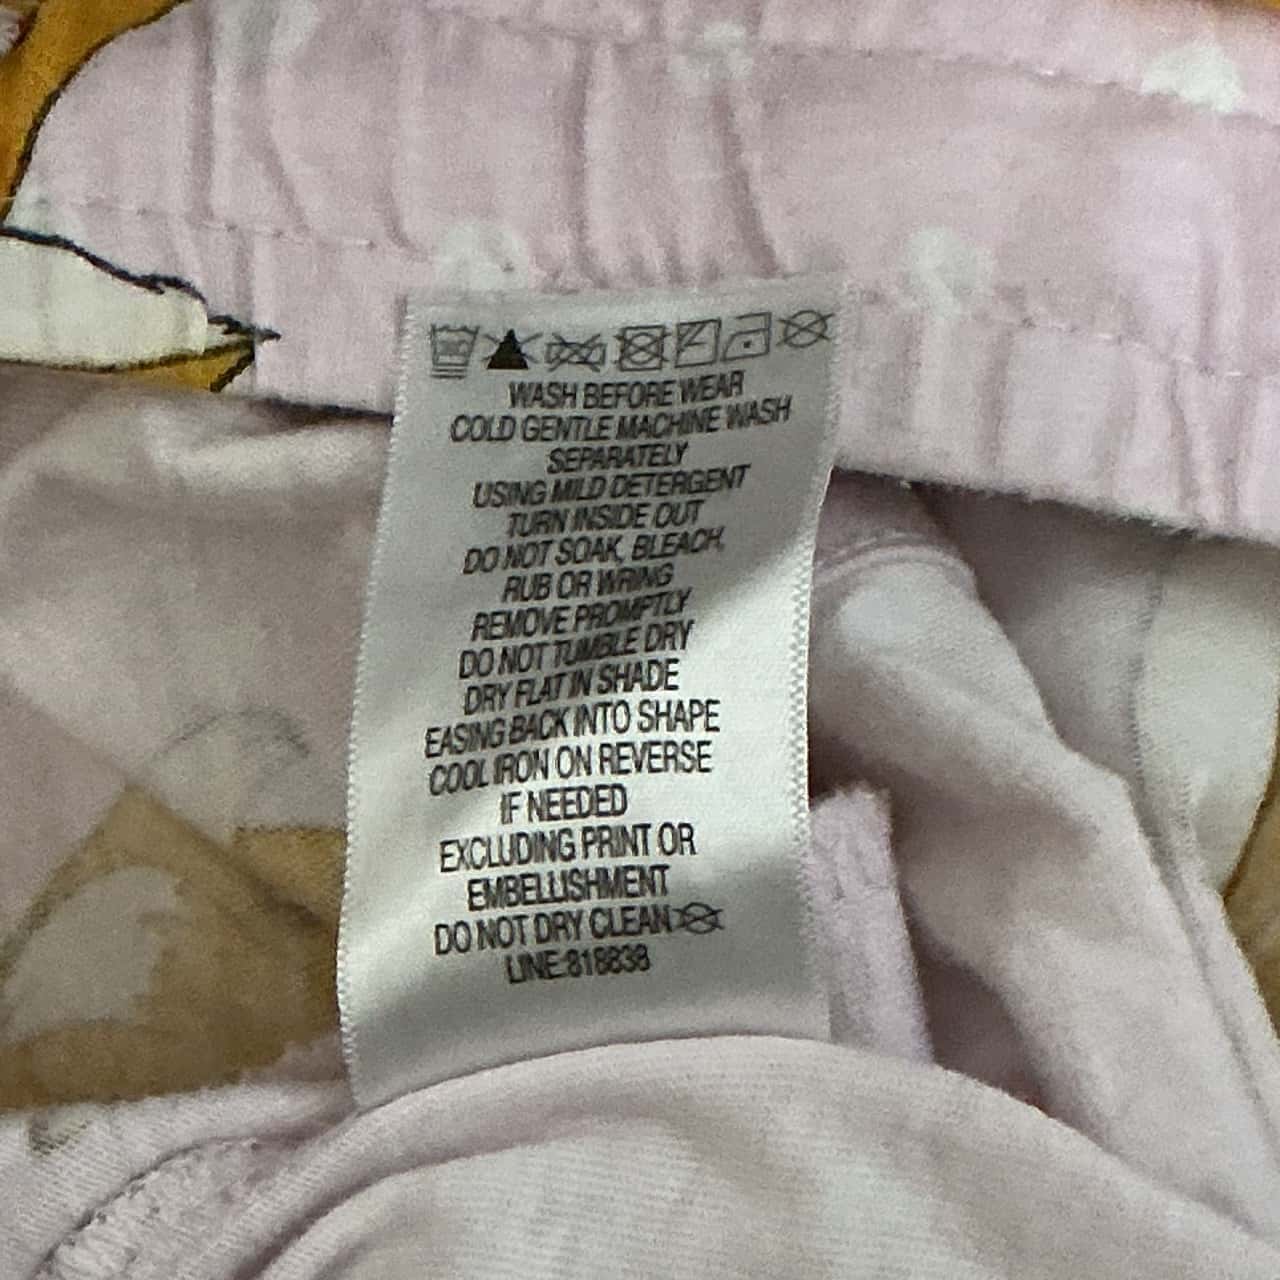 WASH BEFORE WEAR
COLD GENTLE MACHINE WASH
SEPARATELY
USING MILD DETERGENT
TURN INSIDE OUT
DO NOT SOAK, BLEACH,
RUB OR WRING
REMOVE PROMPTLY
DO NOT TUMBLE DRY
DRY FLAT IN SHADE
EASING BACK INTO SHAPE
COOL IRON ON REVERSE
IF NEEDED
EXCLUDING PRINT OR
EMBELLISHMENT
DO NOT DRY CLEAN
LINE:818838